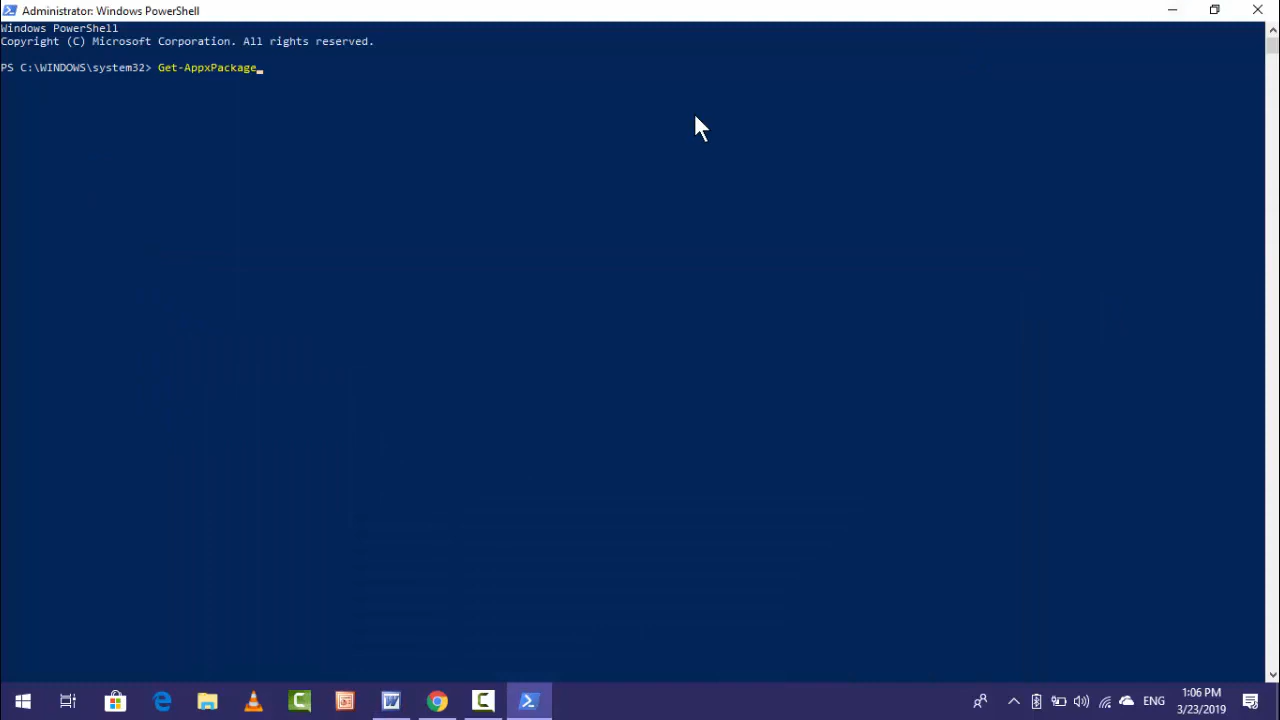 Administrator: Windows PowerShell
Windows PowerShell
Copyright (C) Microsoft Corporation. All rights reserved.
PS C:\WINDOWS\system32> Get-AppxPackage_
ENG
1:06 PM
3/23/2019